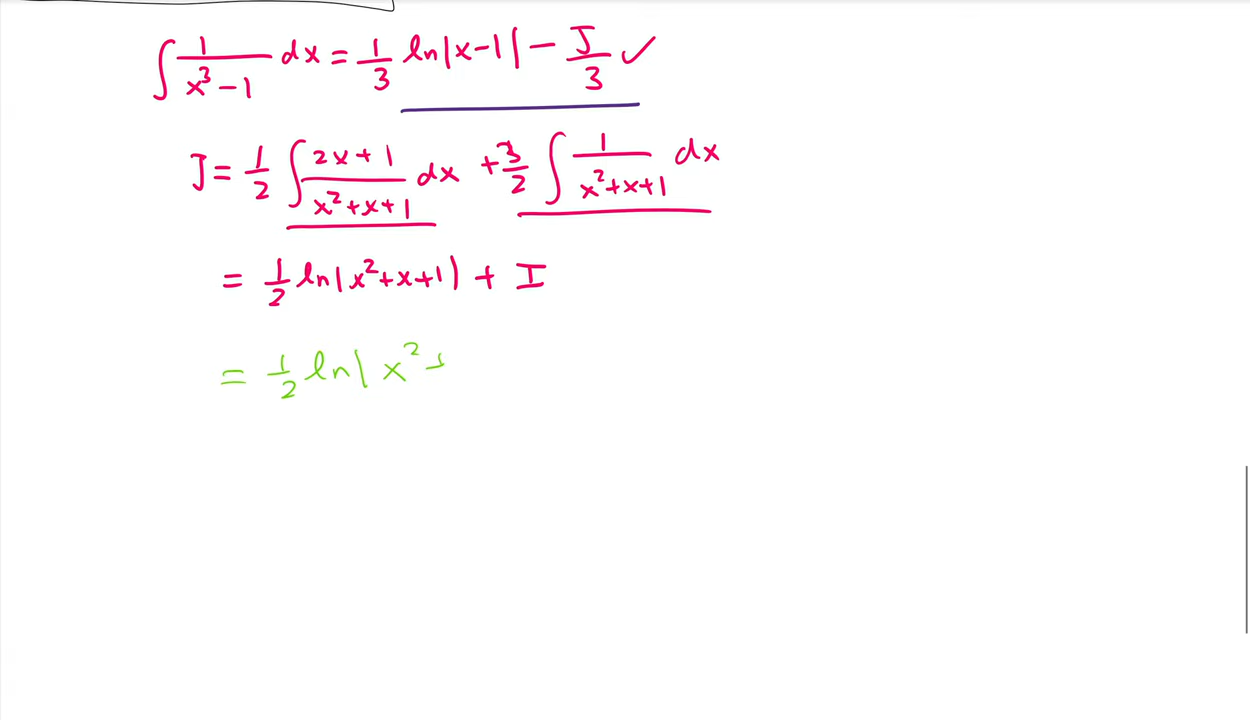 ∫ 1/(x³−1) dx = 1/3 ln|x−1| − J/3 ✓
J = 1/2 ∫ (2x+1)/(x²+x+1) dx + 3/2 ∫ 1/(x²+x+1) dx
= 1/2 ln|x²+x+1| + I
= 1/2 ln|x²+